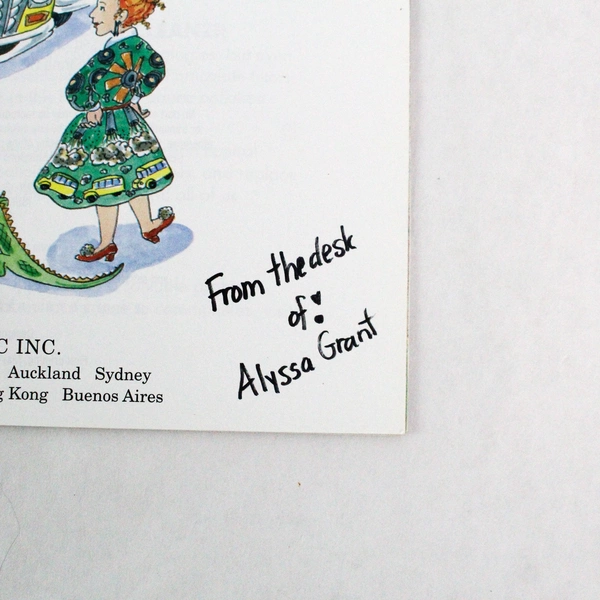 From the desk
of:
Alyssa Grant
C INC.
Auckland Sydney
g Kong Buenos Aires